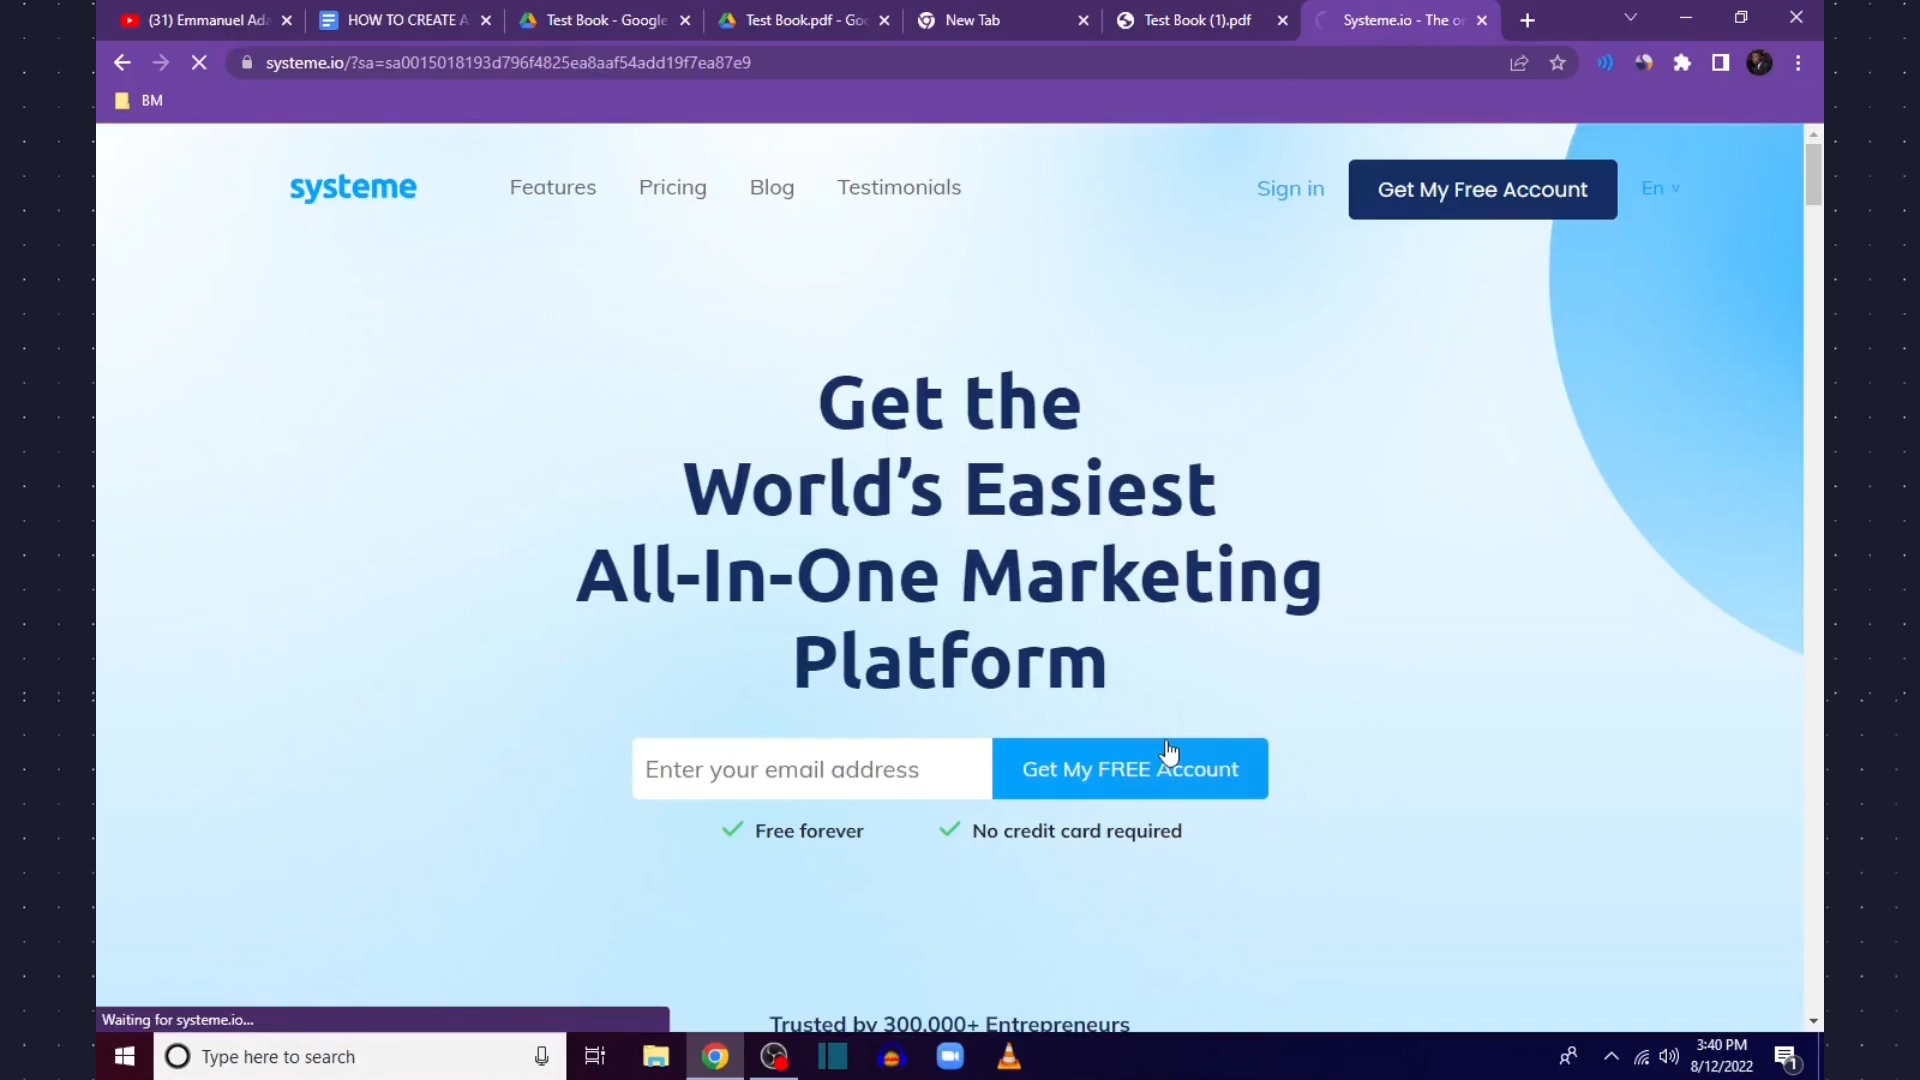 (31) Emmanuel Ada
HOW TO CREATE A
Test Book - Google
Test Book.pdf - Goo
New Tab
Test Book (1).pdf
Systeme.io - The on
systeme.io/?sa=sa0015018193d796f4825ea8aaf54add19f7ea87e9
BM
systeme
Features
Pricing
Blog
Testimonials
Sign in
Get My Free Account
En
Get the
World's Easiest
All-In-One Marketing
Platform
Enter your email address
Get My FREE Account
Free forever
No credit card required
Trusted by 300,000+ Entrepreneurs
Waiting for systeme.io...
Type here to search
3:40 PM
8/12/2022
1